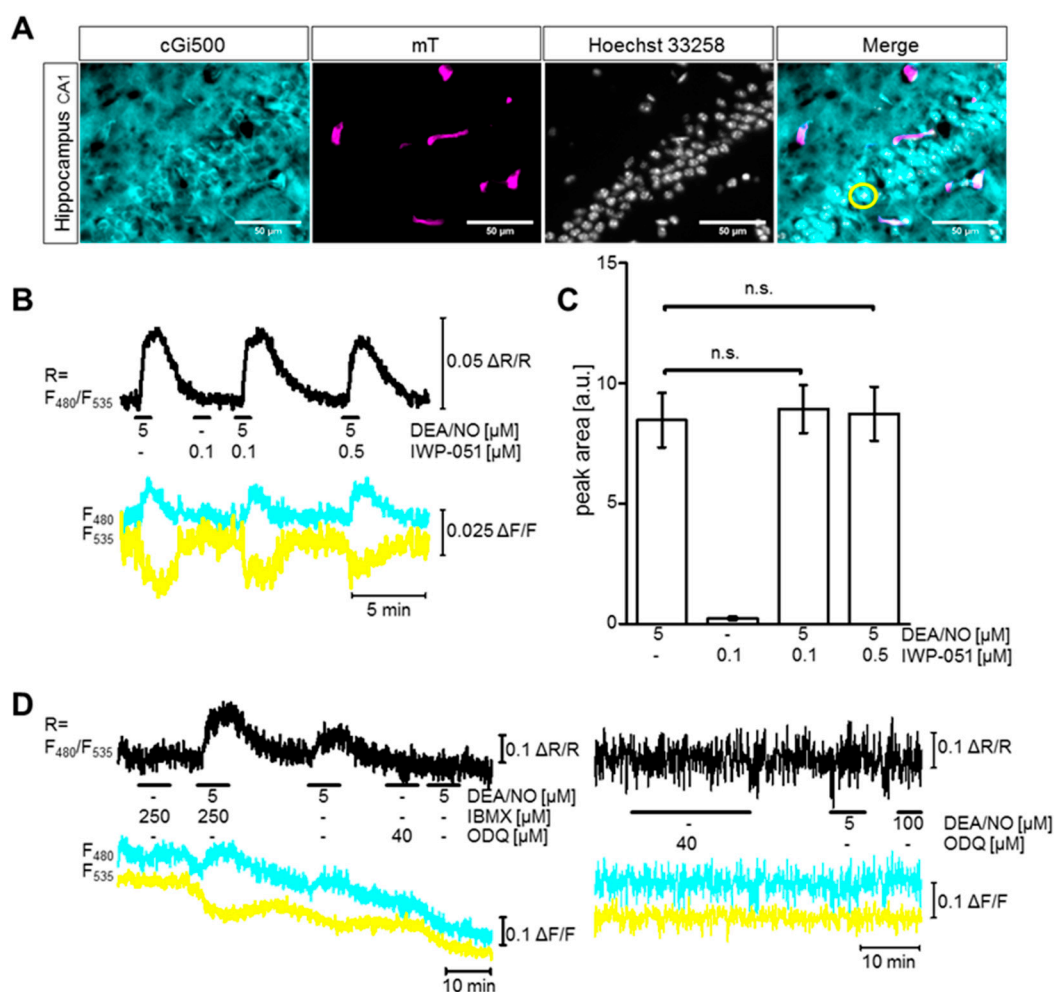 A
cGi500 mT Hoechst 33258 Merge
Hippocampus CA1
50 µm 50 µm 50 µm 50 µm
B
R=
F480/F535
0.05 ΔR/R
5 - 5 5 DEA/NO [µM]
- 0.1 0.1 0.5 IWP-051 [µM]
F480
F535
0.025 ΔF/F
5 min
C
15
n.s.
n.s.
10
peak area [a.u.]
5
0
5 - 5 5 DEA/NO [µM]
- 0.1 0.1 0.5 IWP-051 [µM]
D
R=
F480/F535
0.1 ΔR/R
- 5 5 - 5 DEA/NO [µM]
250 250 - - - IBMX [µM]
- - - 40 - ODQ [µM]
F480
F535
0.1 ΔF/F
10 min
0.1 ΔR/R
- 5 100 DEA/NO [µM]
40 - - ODQ [µM]
0.1 ΔF/F
10 min